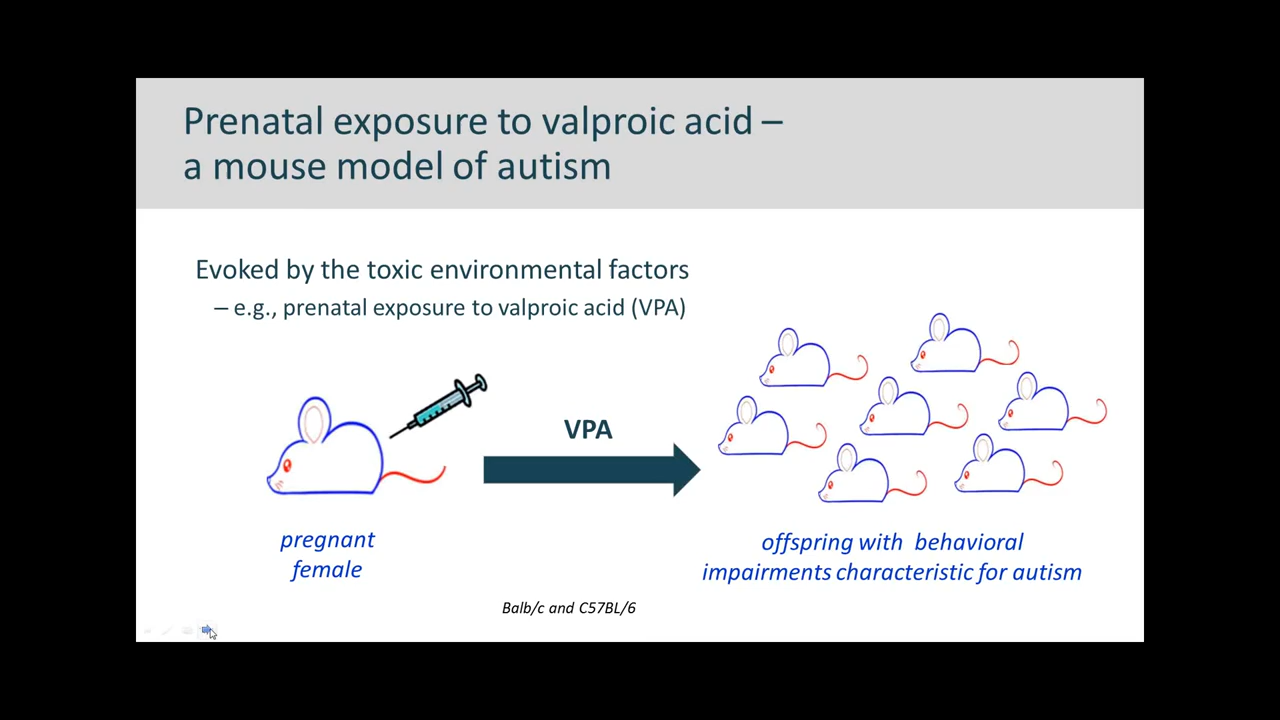 Prenatal exposure to valproic acid –
a mouse model of autism
Evoked by the toxic environmental factors
– e.g., prenatal exposure to valproic acid (VPA)
VPA
pregnant
female
offspring with behavioral
impairments characteristic for autism
Balb/c and C57BL/6